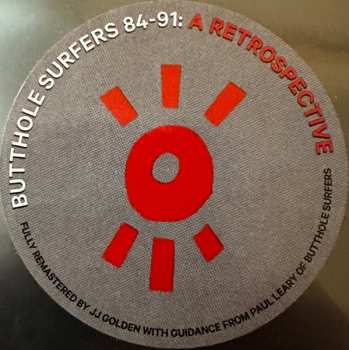 BUTTHOLE SURFERS 84-91: A RETROSPECTIVE
FULLY REMASTERED BY JJ GOLDEN WITH GUIDANCE FROM PAUL LEARY OF BUTTHOLE SURFERS